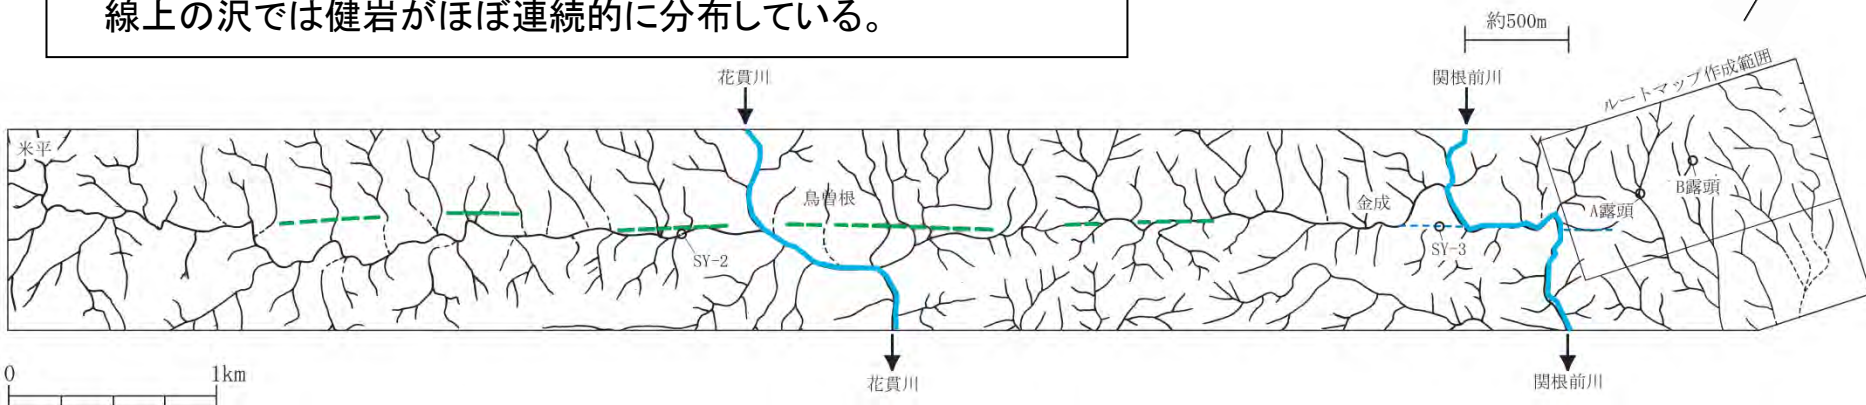 線上の沢では健岩がほぼ連続的に分布している。
約500m
花貫川
関根前川
ルートマップ作成範囲
米平
鳥曽根
金成
A露頭
B露頭
SY-2
SY-3
0
1km
花貫川
関根前川